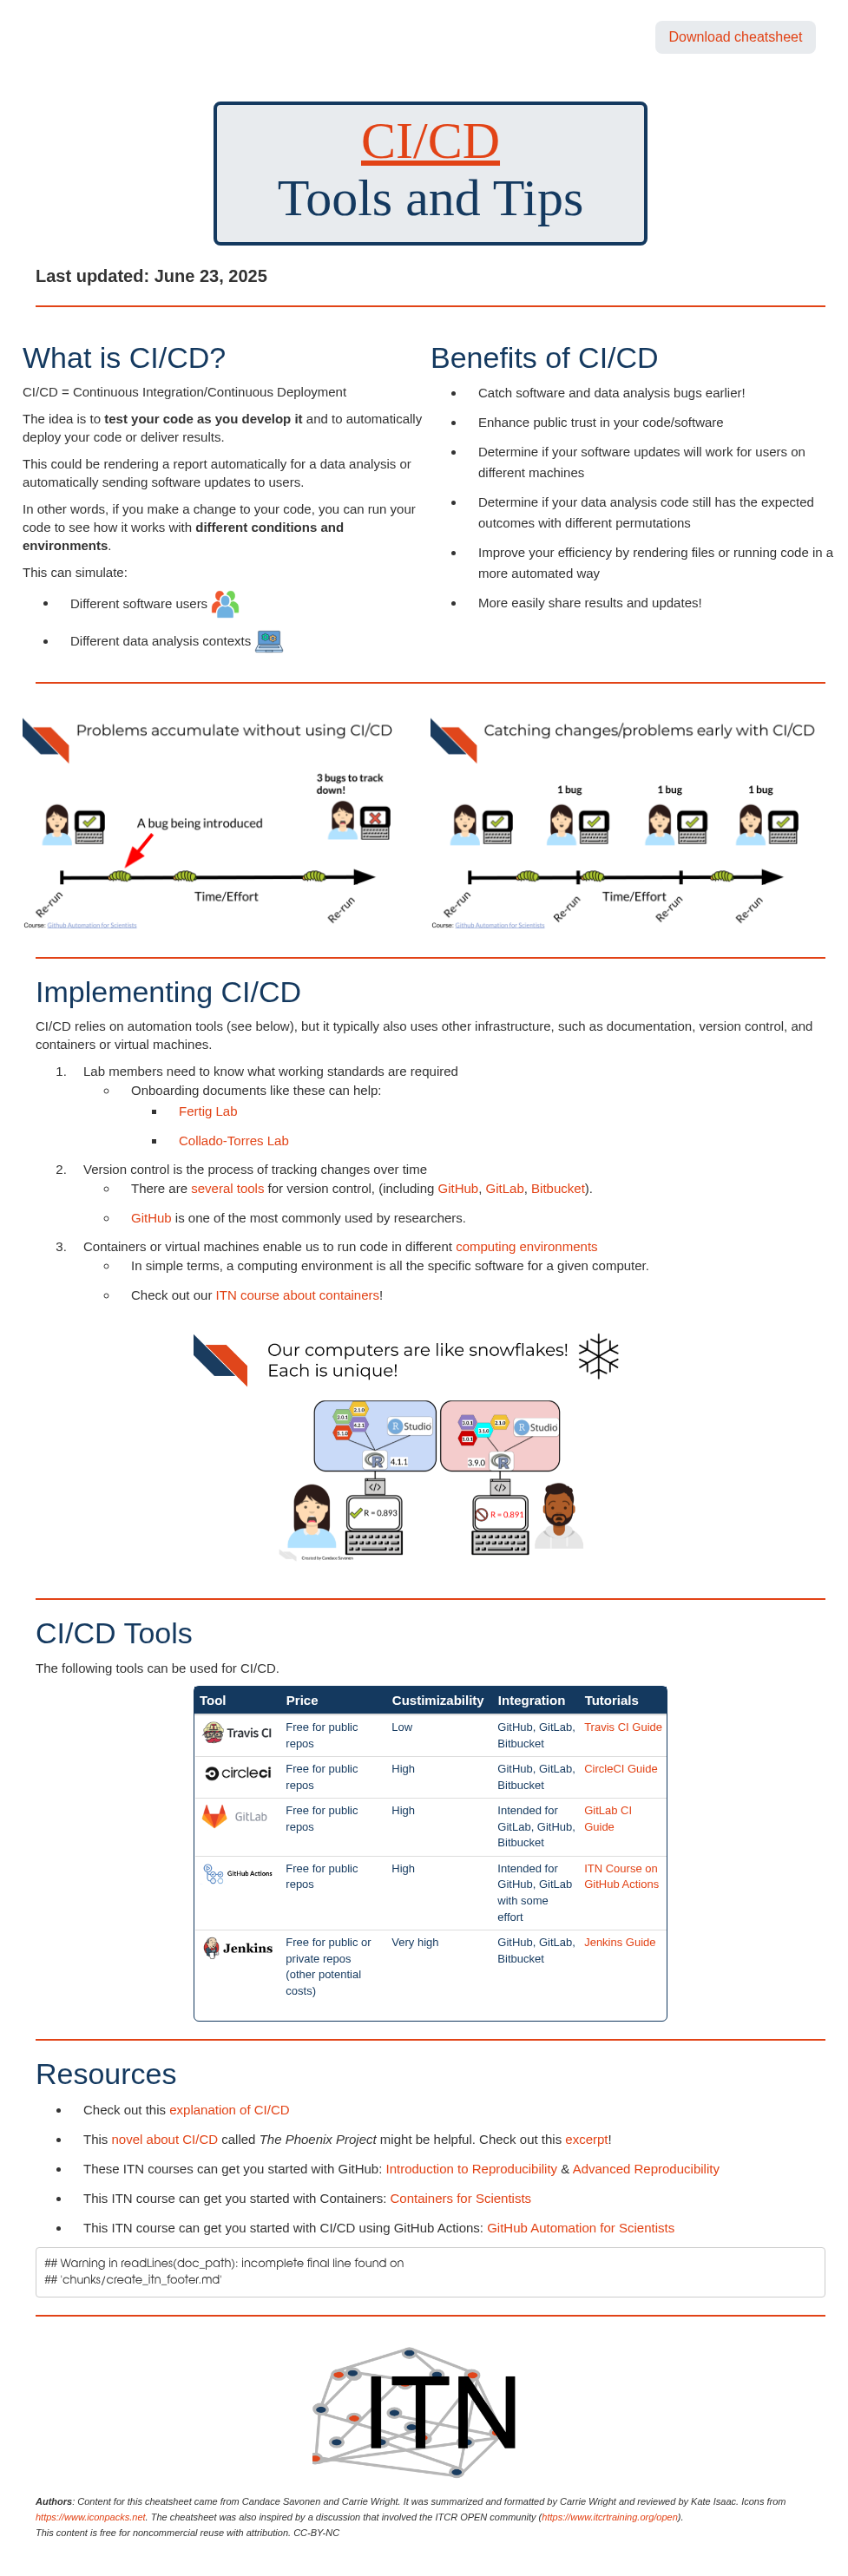 Download cheatsheet
CI/CD
Tools and Tips
Last updated: June 23, 2025
What is CI/CD?
CI/CD = Continuous Integration/Continuous Deployment
The idea is to test your code as you develop it and to automatically
deploy your code or deliver results.
This could be rendering a report automatically for a data analysis or
automatically sending software updates to users.
In other words, if you make a change to your code, you can run your
code to see how it works with different conditions and
environments.
This can simulate:
Different software users
Different data analysis contexts
Benefits of CI/CD
Catch software and data analysis bugs earlier!
Enhance public trust in your code/software
Determine if your software updates will work for users on
different machines
Determine if your data analysis code still has the expected
outcomes with different permutations
Improve your efficiency by rendering files or running code in a
more automated way
More easily share results and updates!
Problems accumulate without using CI/CD
3 bugs to track
down!
A bug being introduced
Time/Effort
Re-run
Re-run
Course: Github Automation for Scientists
Catching changes/problems early with CI/CD
1 bug
1 bug
1 bug
Time/Effort
Re-run
Re-run
Re-run
Re-run
Course: Github Automation for Scientists
Implementing CI/CD
CI/CD relies on automation tools (see below), but it typically also uses other infrastructure, such as documentation, version control, and
containers or virtual machines.
1. Lab members need to know what working standards are required
Onboarding documents like these can help:
Fertig Lab
Collado-Torres Lab
2. Version control is the process of tracking changes over time
There are several tools for version control, (including GitHub, GitLab, Bitbucket).
GitHub is one of the most commonly used by researchers.
3. Containers or virtual machines enable us to run code in different computing environments
In simple terms, a computing environment is all the specific software for a given computer.
Check out our ITN course about containers!
Our computers are like snowflakes!
Each is unique!
2.1.0
2.0.1
3.1.0
R Studio
R
4.1.1
</>
R = 0.893
3.0.1
2.1.0
3.1.0
3.0.1
R Studio
3.9.0
R
</>
R = 0.891
Created by Candace Savonen
CI/CD Tools
The following tools can be used for CI/CD.
Tool Price Custimizability Integration Tutorials
Travis CI Free for public Low GitHub, GitLab, Travis CI Guide
repos Bitbucket
circleci Free for public High GitHub, GitLab, CircleCI Guide
repos Bitbucket
GitLab Free for public High Intended for GitLab CI
repos GitLab, GitHub, Guide
Bitbucket
GitHub Actions Free for public High Intended for ITN Course on
repos GitHub, GitLab GitHub Actions
with some
effort
Jenkins Free for public or Very high GitHub, GitLab, Jenkins Guide
private repos Bitbucket
(other potential
costs)
Resources
Check out this explanation of CI/CD
This novel about CI/CD called The Phoenix Project might be helpful. Check out this excerpt!
These ITN courses can get you started with GitHub: Introduction to Reproducibility & Advanced Reproducibility
This ITN course can get you started with Containers: Containers for Scientists
This ITN course can get you started with CI/CD using GitHub Actions: GitHub Automation for Scientists
## Warning in readLines(doc_path): incomplete final line found on
## 'chunks/create_itn_footer.md'
ITN
Authors: Content for this cheatsheet came from Candace Savonen and Carrie Wright. It was summarized and formatted by Carrie Wright and reviewed by Kate Isaac. Icons from
https://www.iconpacks.net. The cheatsheet was also inspired by a discussion that involved the ITCR OPEN community (https://www.itcrtraining.org/open).
This content is free for noncommercial reuse with attribution. CC-BY-NC